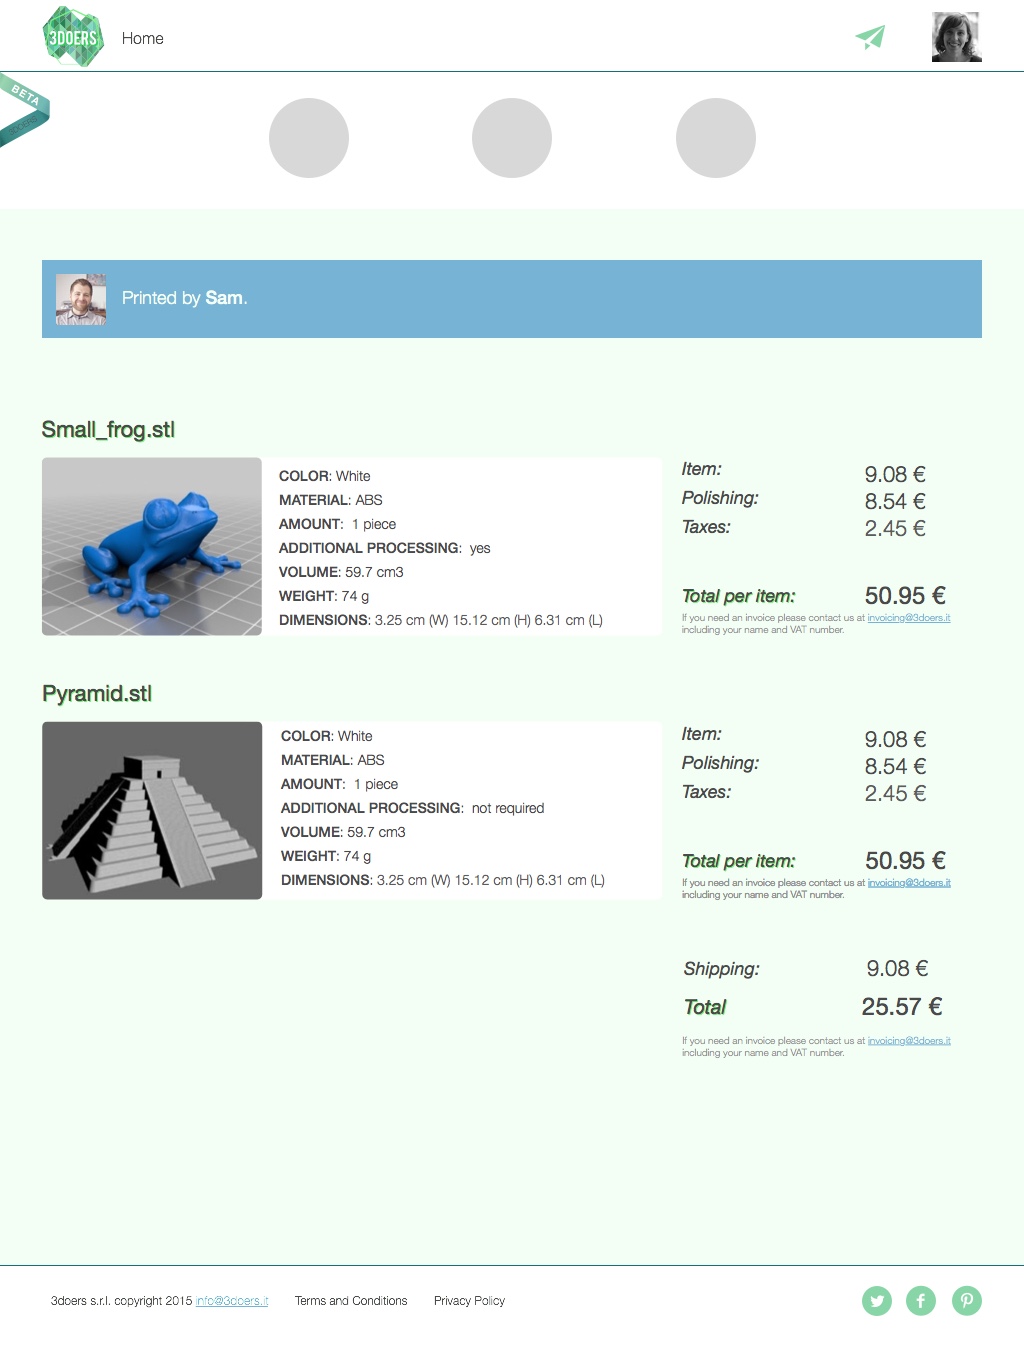 3DOERS
Home
BETA
3DOERS
Printed by Sam.
Small_frog.stl
COLOR: White
MATERIAL: ABS
AMOUNT:  1 piece
ADDITIONAL PROCESSING:  yes
VOLUME: 59.7 cm3
WEIGHT: 74 g
DIMENSIONS: 3.25 cm (W) 15.12 cm (H) 6.31 cm (L)
Item: 9.08 €
Polishing: 8.54 €
Taxes: 2.45 €
Total per item: 50.95 €
If you need an invoice please contact us at invoicing@3doers.it
including your name and VAT number.
Pyramid.stl
COLOR: White
MATERIAL: ABS
AMOUNT:  1 piece
ADDITIONAL PROCESSING:  not required
VOLUME: 59.7 cm3
WEIGHT: 74 g
DIMENSIONS: 3.25 cm (W) 15.12 cm (H) 6.31 cm (L)
Item: 9.08 €
Polishing: 8.54 €
Taxes: 2.45 €
Total per item: 50.95 €
If you need an invoice please contact us at invoicing@3doers.it
including your name and VAT number.
Shipping: 9.08 €
Total 25.57 €
If you need an invoice please contact us at invoicing@3doers.it
including your name and VAT number.
3doers s.r.l. copyright 2015 info@3doers.it Terms and Conditions Privacy Policy